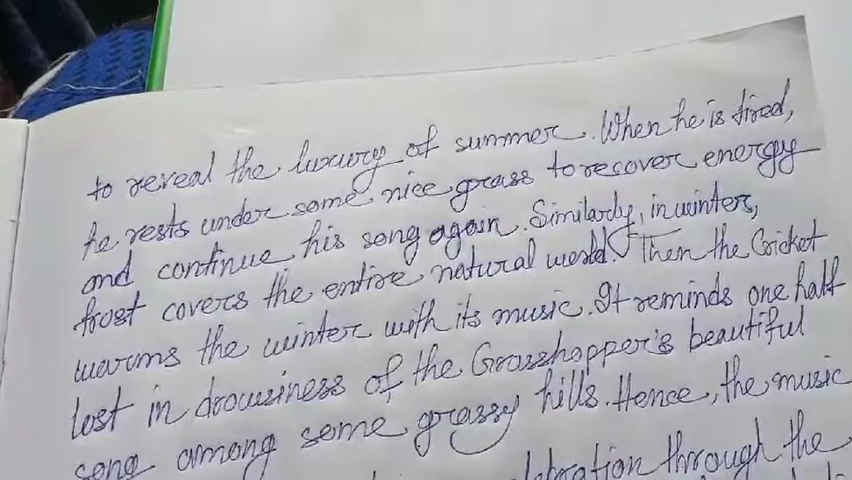 to reveal the luxury of summer. When he is tired,
he rests under some nice grass to recover energy
and continue his song again. Similarly, in winter,
frost covers the entire natural world. Then the Cricket
warms the winter with its music. It reminds one half
lost in drowsiness of the Grasshopper's beautiful
song among some grassy hills. Hence, the music
through the